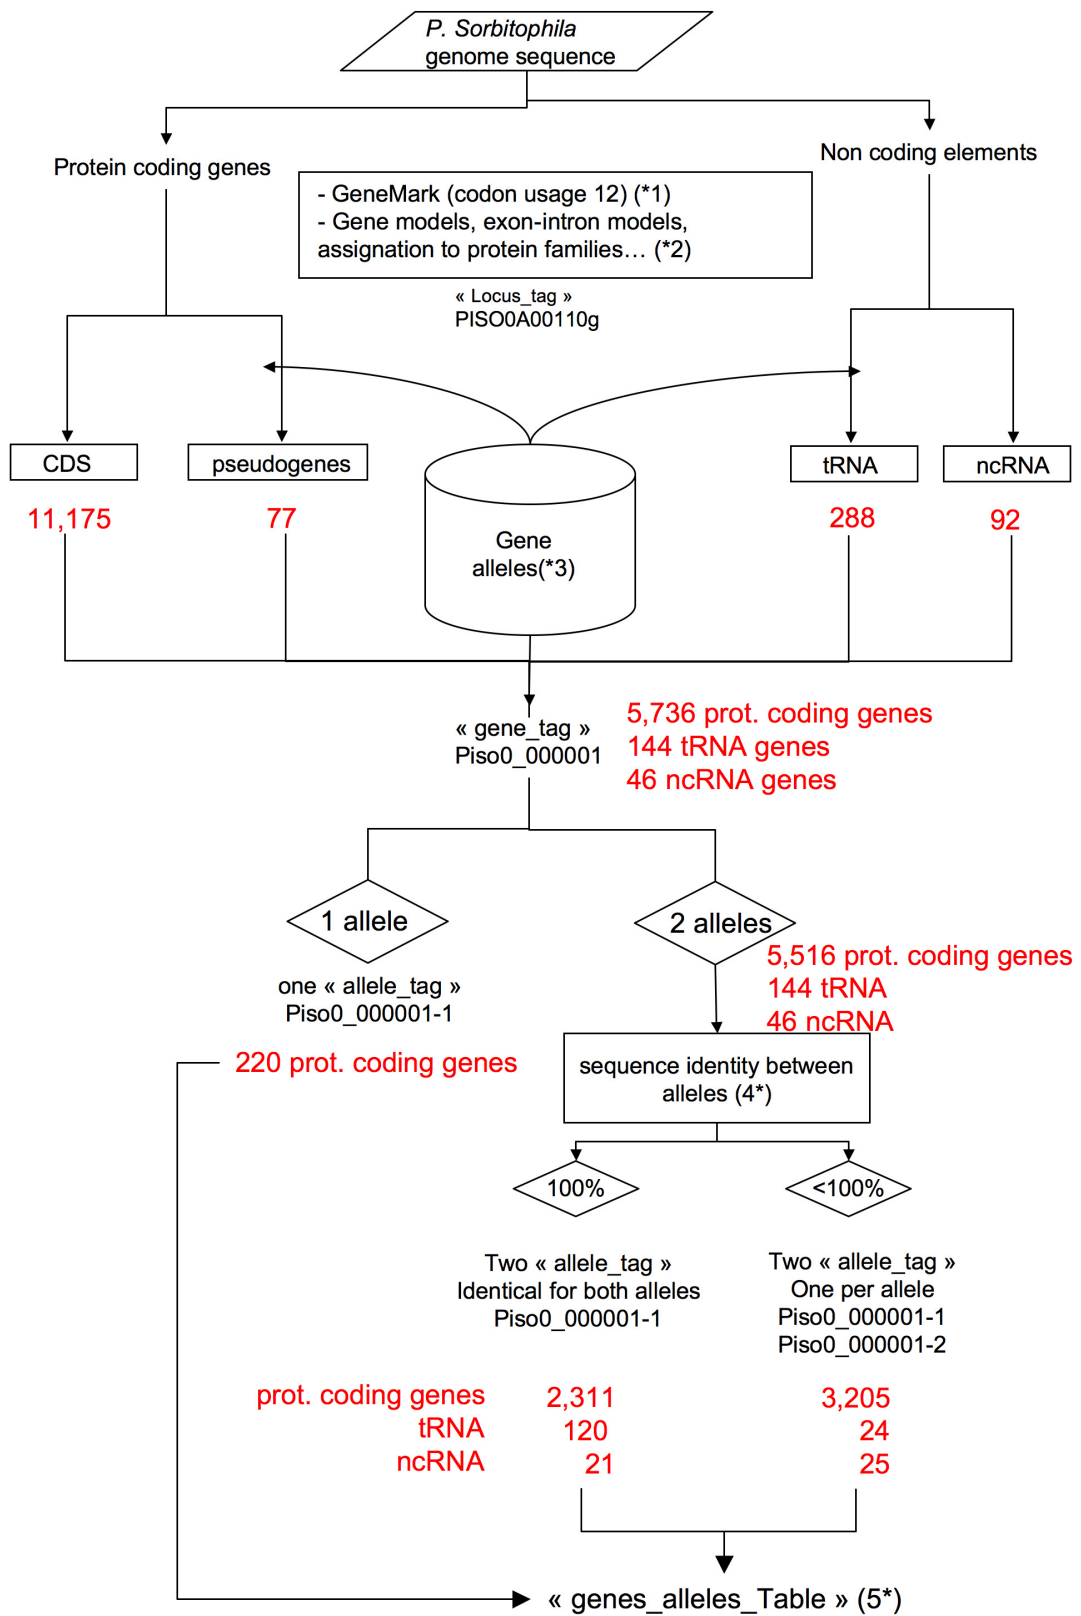 P. Sorbitophila
genome sequence
Protein coding genes
Non coding elements
- GeneMark (codon usage 12) (*1)
- Gene models, exon-intron models,
assignation to protein families… (*2)
« Locus_tag »
PISO0A00110g
CDS
pseudogenes
tRNA
ncRNA
11,175
77
288
92
Gene
alleles(*3)
« gene_tag »
Piso0_000001
5,736 prot. coding genes
144 tRNA genes
46 ncRNA genes
1 allele
2 alleles
one « allele_tag »
Piso0_000001-1
220 prot. coding genes
5,516 prot. coding genes
144 tRNA
46 ncRNA
sequence identity between
alleles (4*)
100%
<100%
Two « allele_tag »
Identical for both alleles
Piso0_000001-1
Two « allele_tag »
One per allele
Piso0_000001-1
Piso0_000001-2
prot. coding genes 2,311 3,205
tRNA 120 24
ncRNA 21 25
« genes_alleles_Table » (5*)